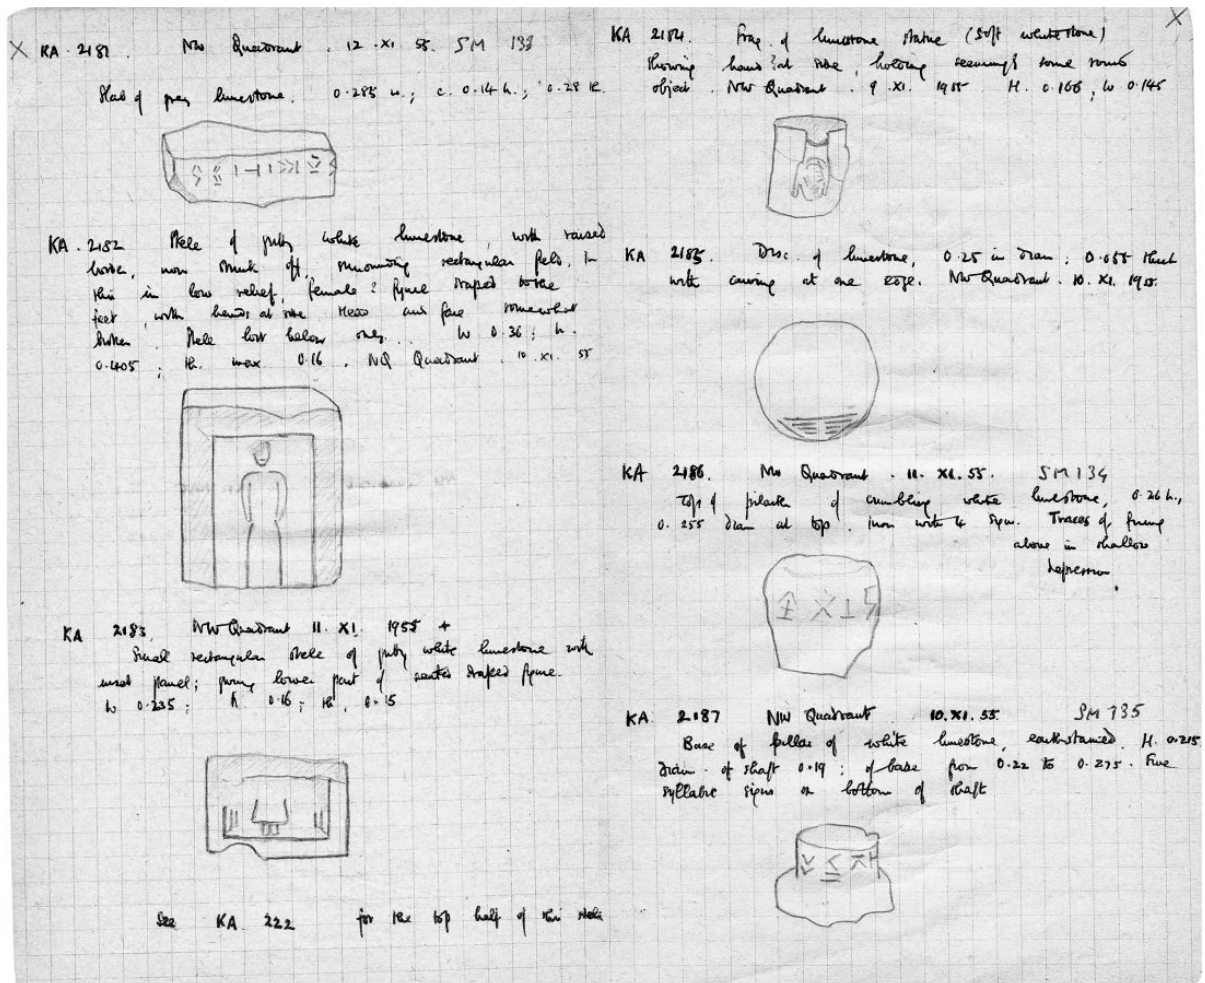 KA 2181 NW Quadrant . 12 . XI 55. SM 133
Slab of grey limestone. 0.285 w.; c. 0.14 h.; 0.28 th.
KA . 2182 Stele of putty white limestone, with raised
border, now struck off, surrounding rectangular field. In
this in low relief, female? figure draped to the
feet, with hands at side. Head and face somewhat
broken. Stele lost below ... W 0.36; h.
0.405; th. max 0.16. NQ Quadrant. 10 XI 55
KA 2183. NW Quadrant 11. XI. 1955 +
Small rectangular stele of putty white limestone with
inset panel; lower part of seated draped figure.
W 0.235; h 0.16; th. 0.15
See KA 222 for the top half of this stele
KA 2184. Frag. of limestone statue (soft white stone)
showing hand ? at side, holding seemingly some round
object. NW Quadrant. 9 XI. 1955 H. 0.166; W 0.145
KA 2185. Disc. of limestone, 0.25 in diam; 0.055 thick
with carving at one edge. NW Quadrant. 10. XI. 1955.
KA 2186. NW Quadrant . 11. XI. 55. SM 134
Top of pilaster of crumbling white limestone, 0.26 h.,
0.255 diam at top. with 4 signs. Traces of
above in shallow
depression.
KA 2187 NW Quadrant . 10. XI. 55. SM 135
Base of pillar of white limestone, earthstained. H. 0.215
Diam. of shaft 0.19; of base from 0.22 to 0.275. Five
syllabic signs on bottom of shaft